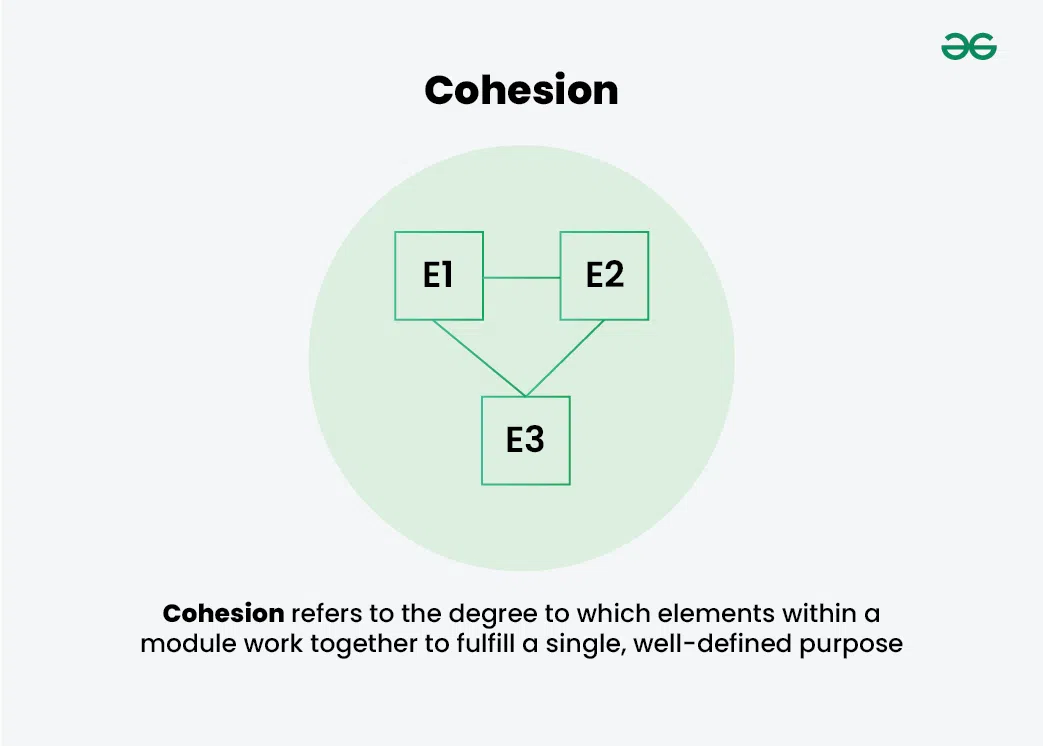 Cohesion
E1
E2
E3
Cohesion refers to the degree to which elements within a
module work together to fulfill a single, well-defined purpose